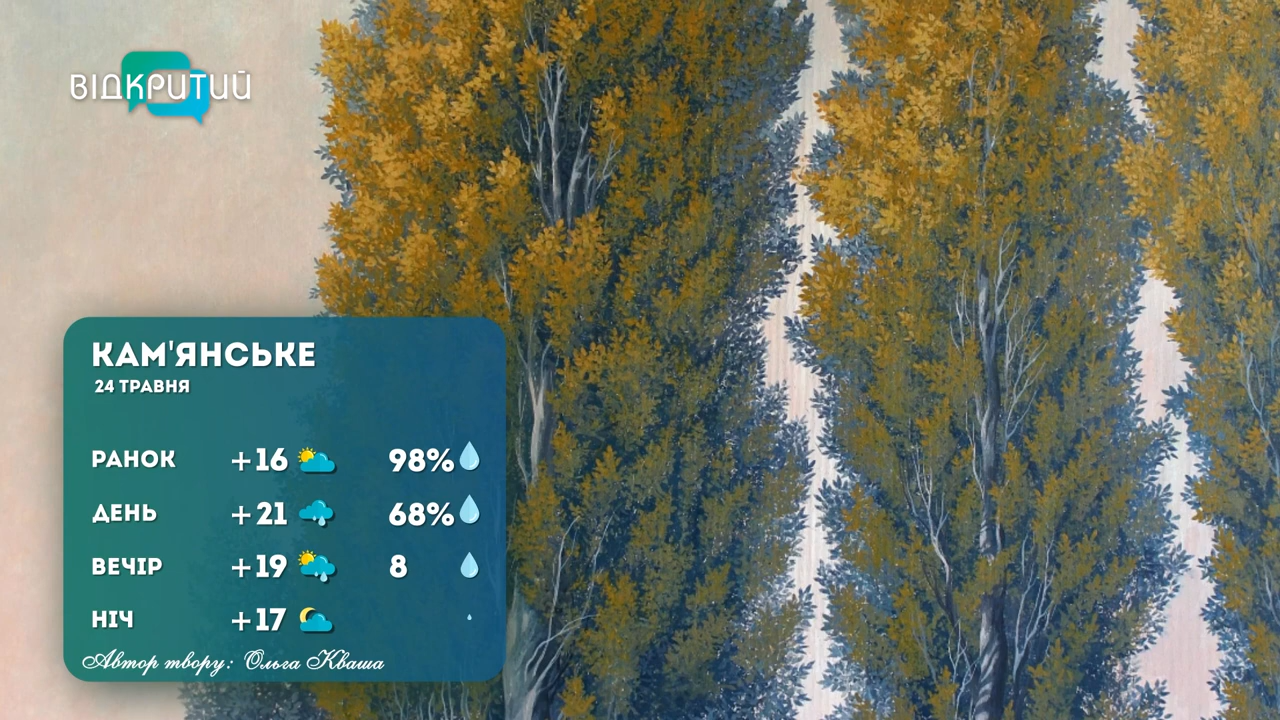 ВІДКРИТИЙ
КАМ'ЯНСЬКЕ
24 ТРАВНЯ
РАНОК +16 98%
ДЕНЬ +21 68%
ВЕЧІР +19 8
НІЧ +17
Автор твору: Ольга Кваша